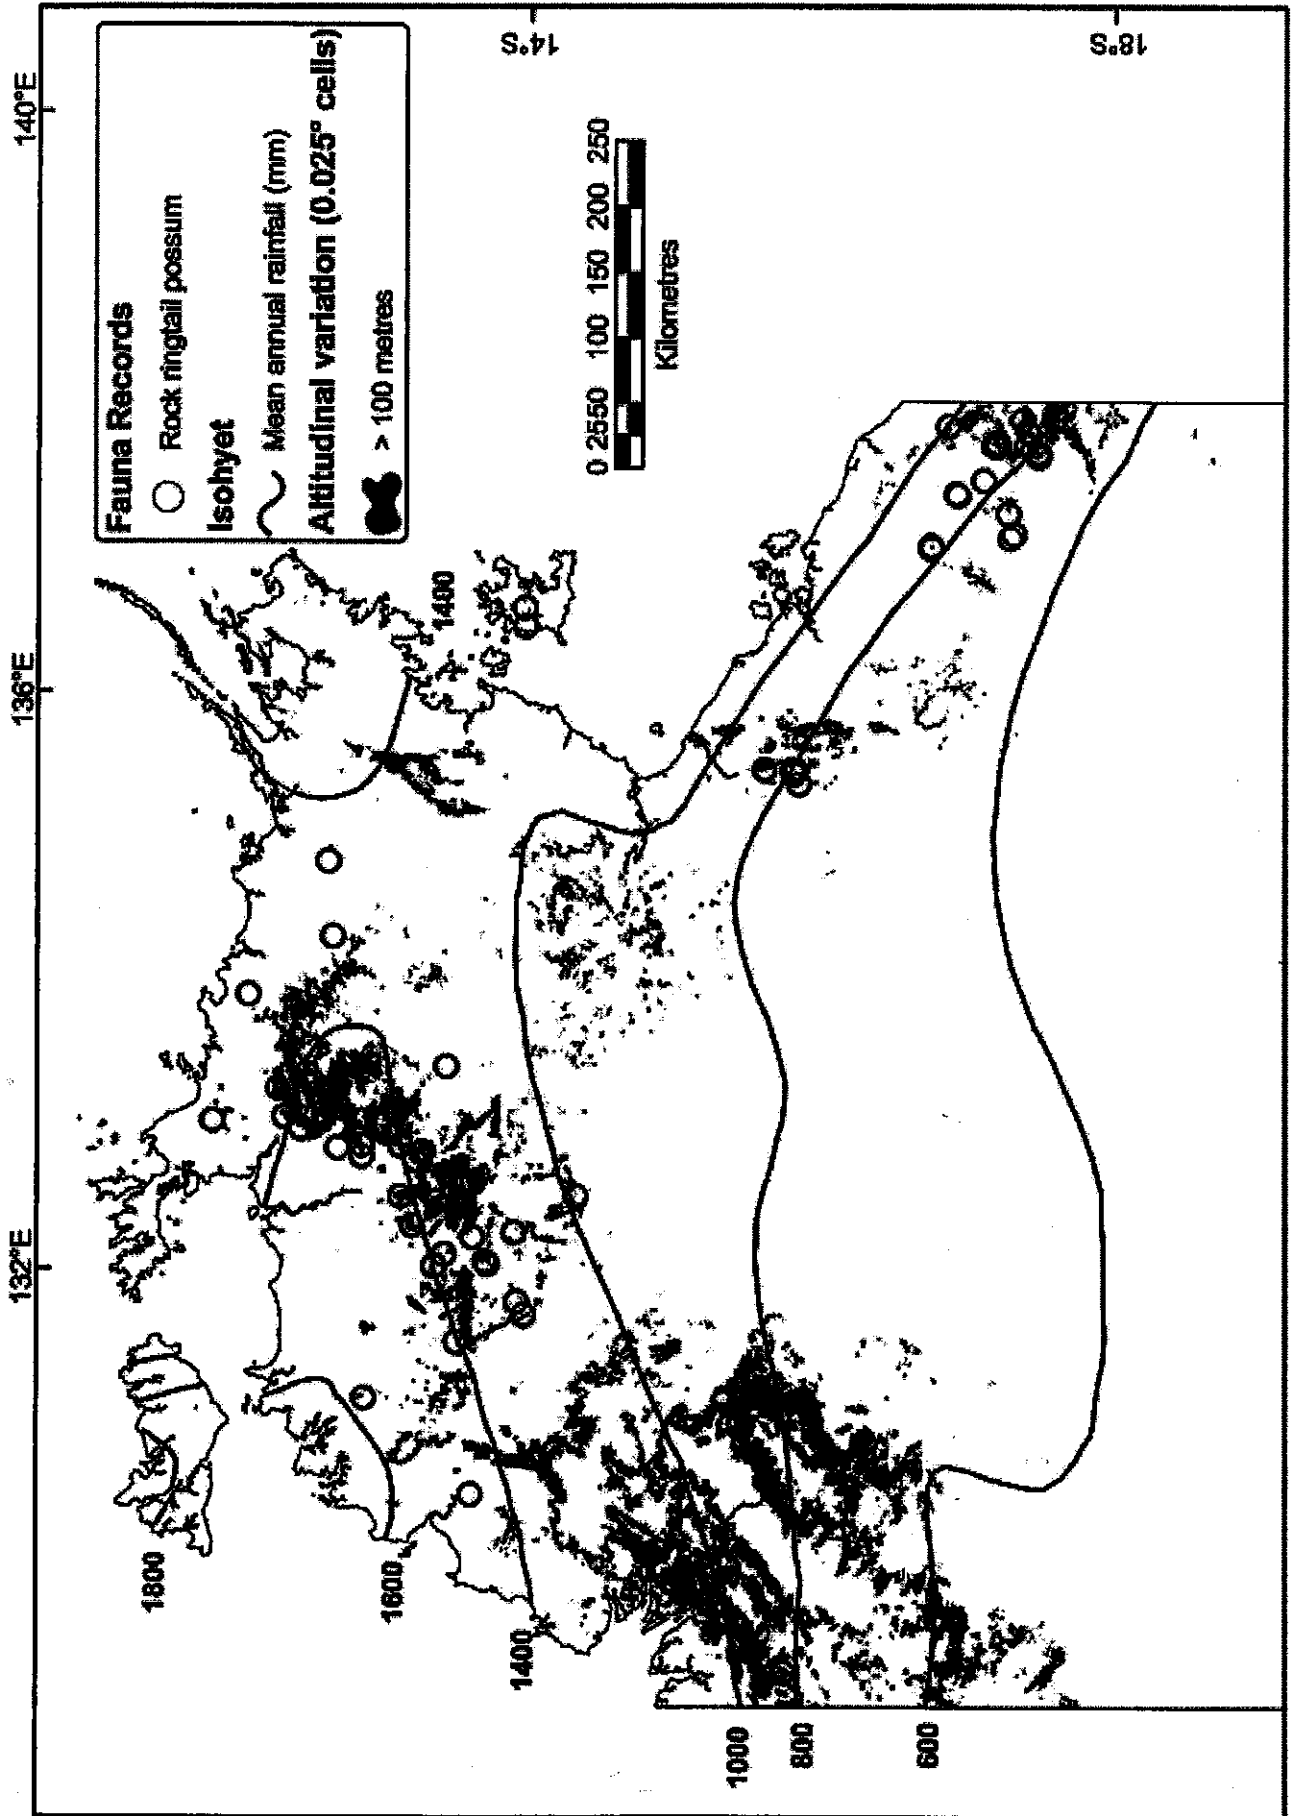 132°E
136°E
140°E
14°S
18°S
Fauna Records
Rock ringtail possum
Isohyet
Mean annual rainfall (mm)
Altitudinal variation (0.025° cells)
> 100 metres
0 25 50 100 150 200 250
Kilometres
1800
1600
1400
1400
1000
800
600